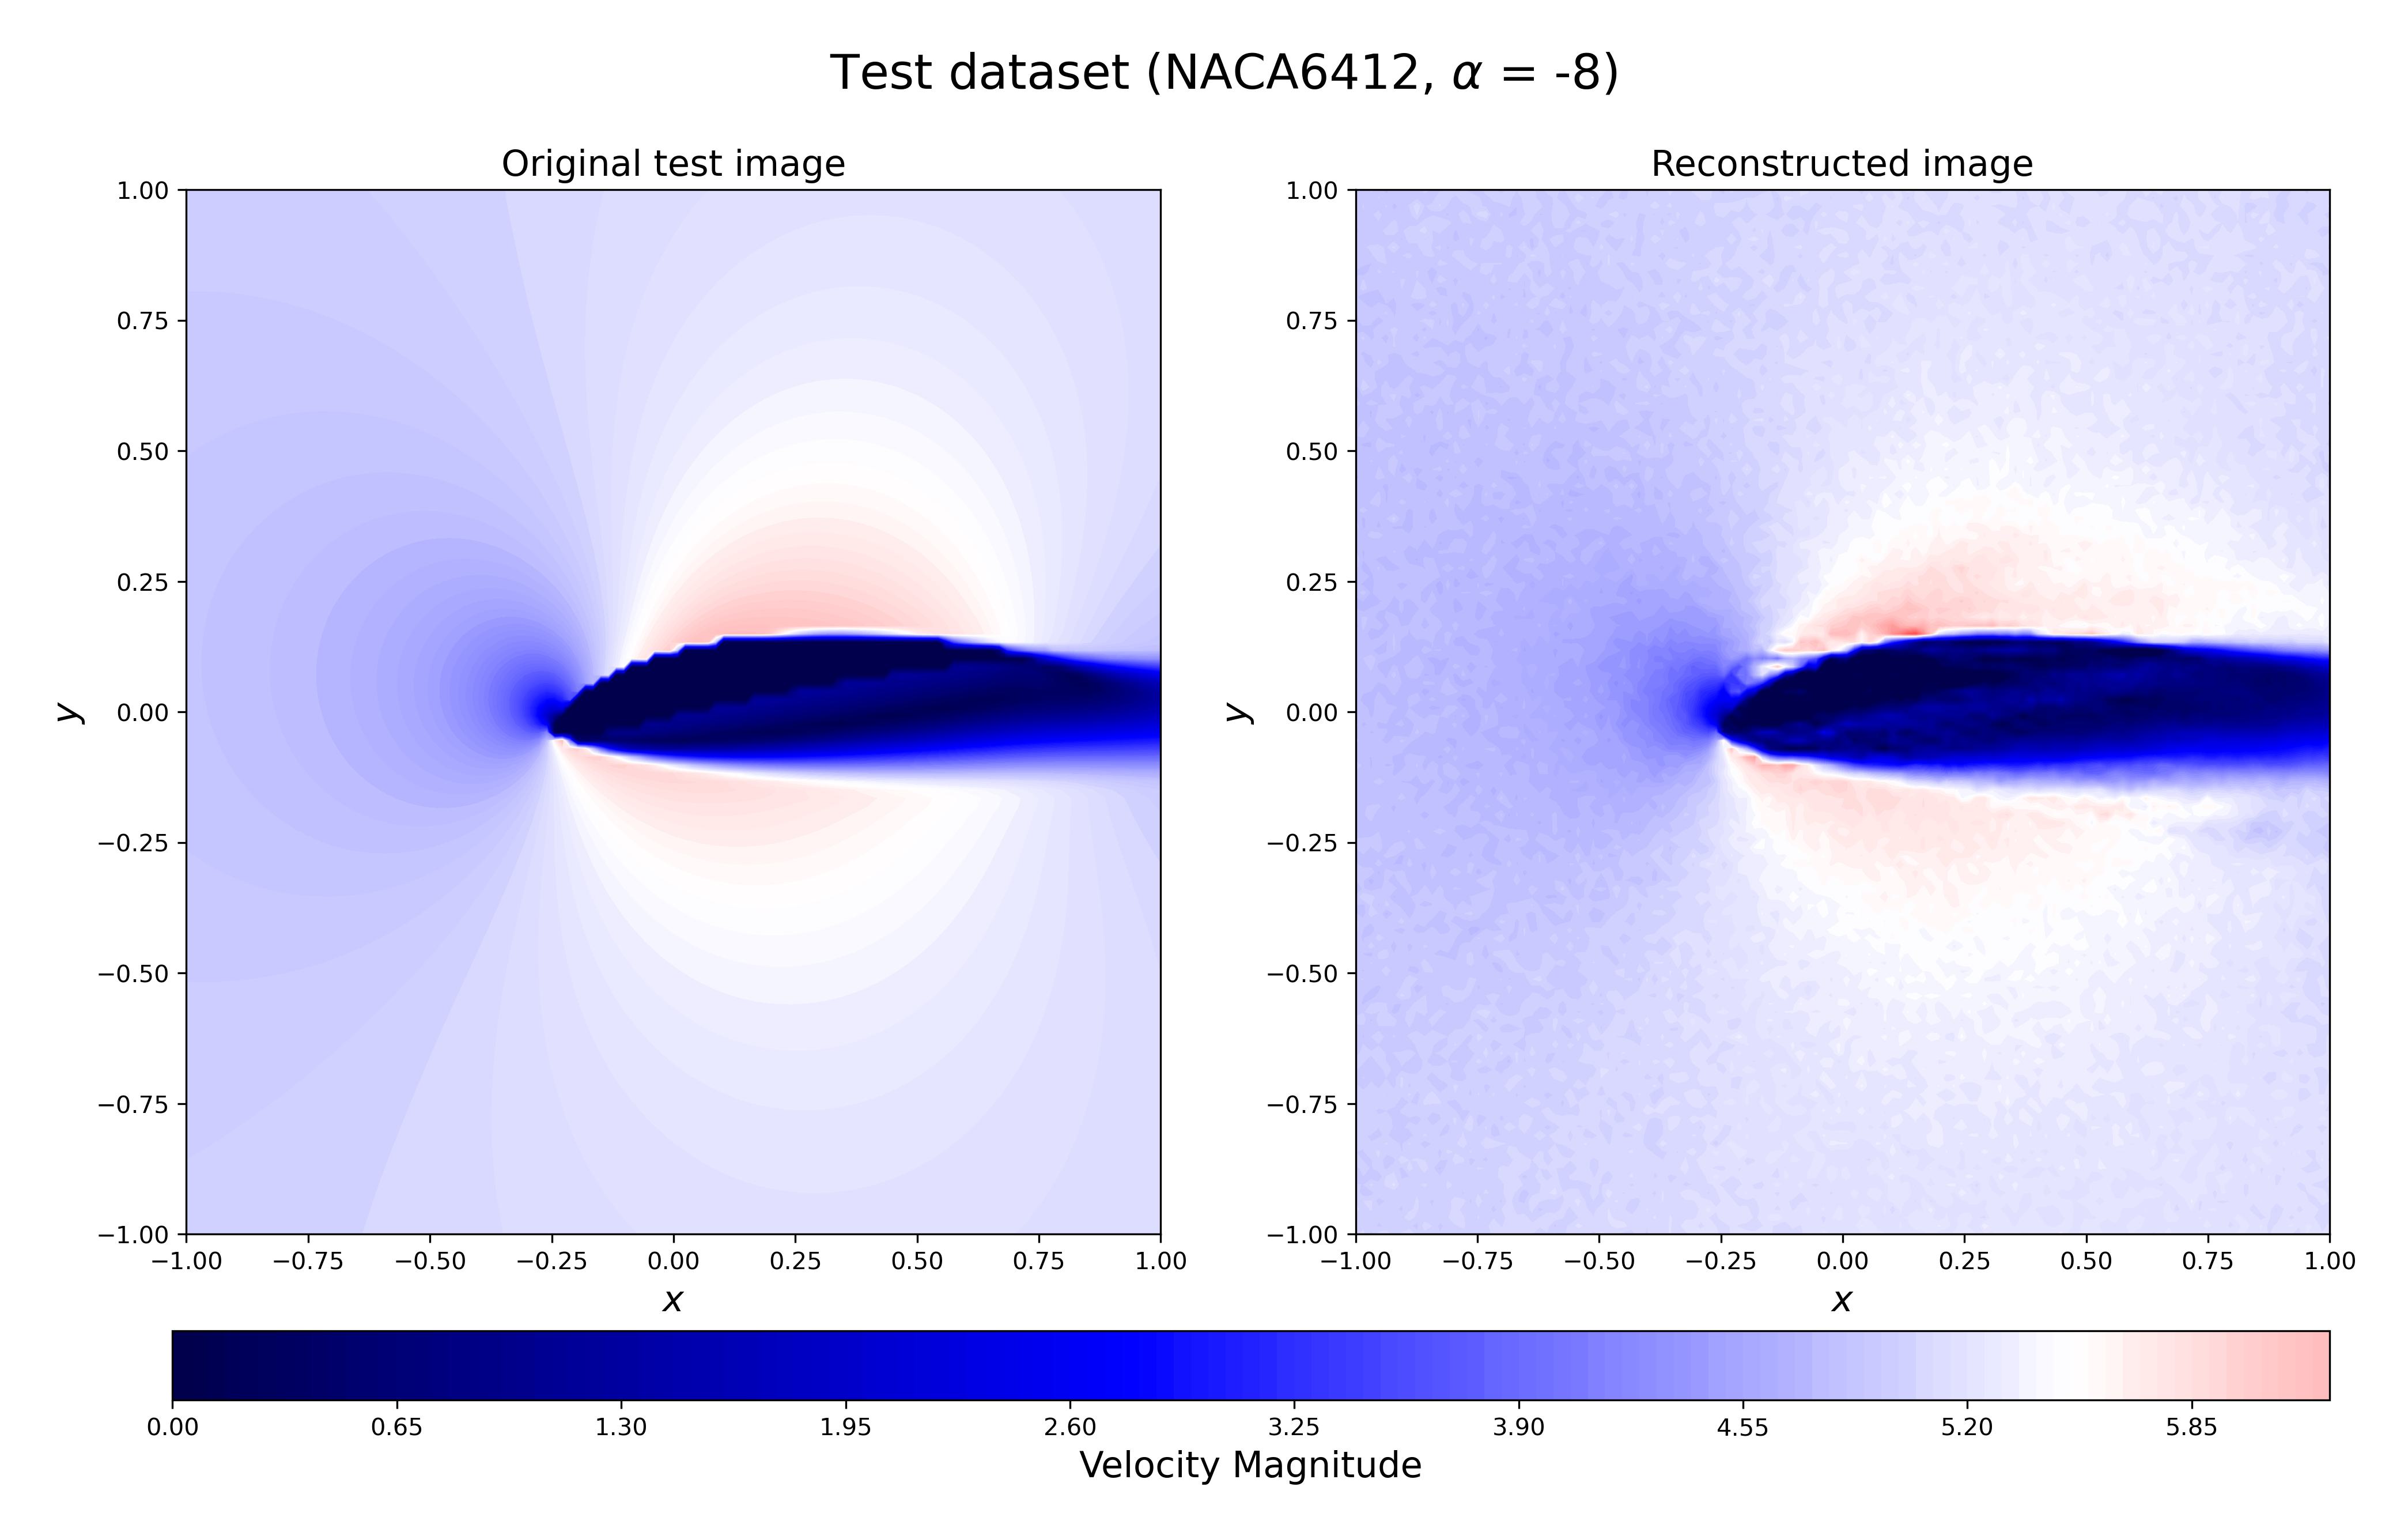 Test dataset (NACA6412, α = -8)
Original test image
1.00
0.75
0.50
0.25
0.00
−0.25
−0.50
−0.75
−1.00
y
−1.00 −0.75 −0.50 −0.25 0.00 0.25 0.50 0.75 1.00
x
Reconstructed image
1.00
0.75
0.50
0.25
0.00
−0.25
−0.50
−0.75
−1.00
y
−1.00 −0.75 −0.50 −0.25 0.00 0.25 0.50 0.75 1.00
x
0.00 0.65 1.30 1.95 2.60 3.25 3.90 4.55 5.20 5.85
Velocity Magnitude